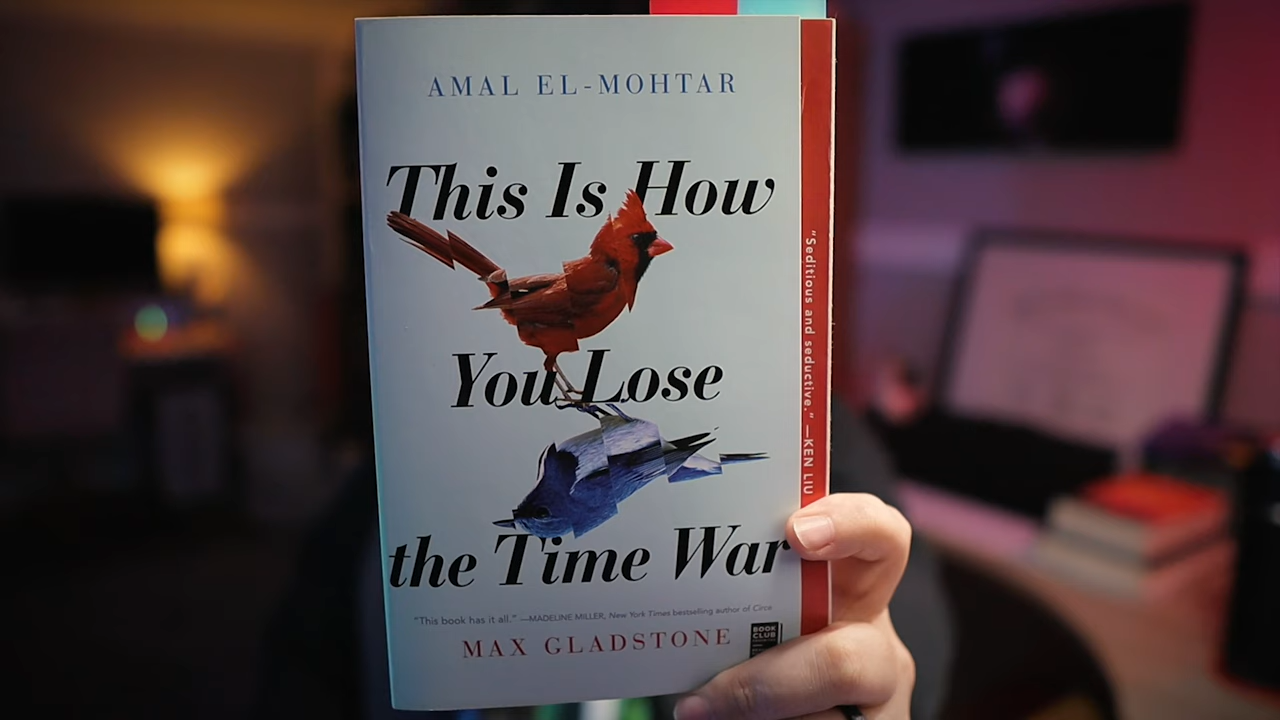 AMAL EL-MOHTAR
This Is How
You Lose
the Time War
"This book has it all." —MADELINE MILLER, New York Times bestselling author of Circe
MAX GLADSTONE
BOOK
CLUB
"Seditious and seductive." —KEN LIU